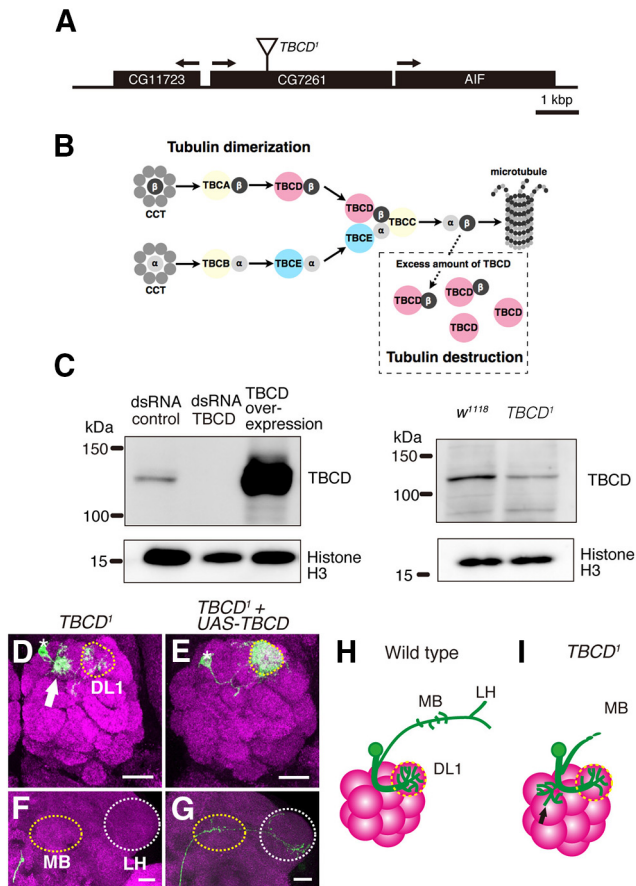 A
TBCD¹
CG11723
CG7261
AIF
1 kbp
B
Tubulin dimerization
microtubule
β
TBCA
β
TBCD
β
CCT
TBCD
β
TBCC
α
β
TBCE
α
α
TBCB
α
TBCE
α
CCT
Excess amount of TBCD
TBCD
β
TBCD
β
TBCD
TBCD
Tubulin destruction
C
dsRNA control
dsRNA TBCD
TBCD over-expression
kDa
150
TBCD
100
15
Histone H3
w¹¹¹⁸
TBCD¹
kDa
150
TBCD
100
15
Histone H3
TBCD¹
TBCD¹ + UAS-TBCD
D
*
DL1
E
*
F
MB
LH
G
H
Wild type
MB
LH
DL1
I
TBCD¹
MB